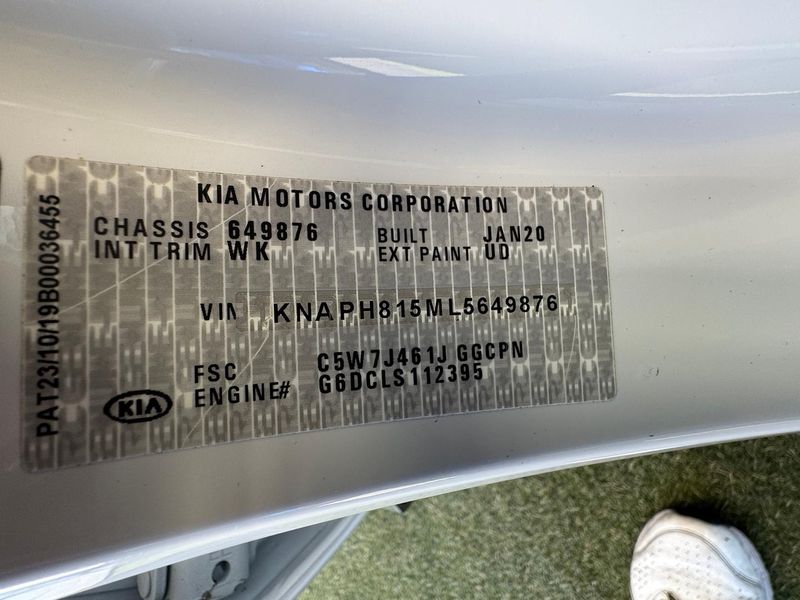 KIA MOTORS CORPORATION
CHASSIS 649876 BUILT JAN20
INT TRIM WK EXT PAINT UD
VIN KNAPH815ML5649876
FSC C5W7J461J GGCPN
ENGINE# G6DCLS112395
KIA
PAT23/10/19B00036455